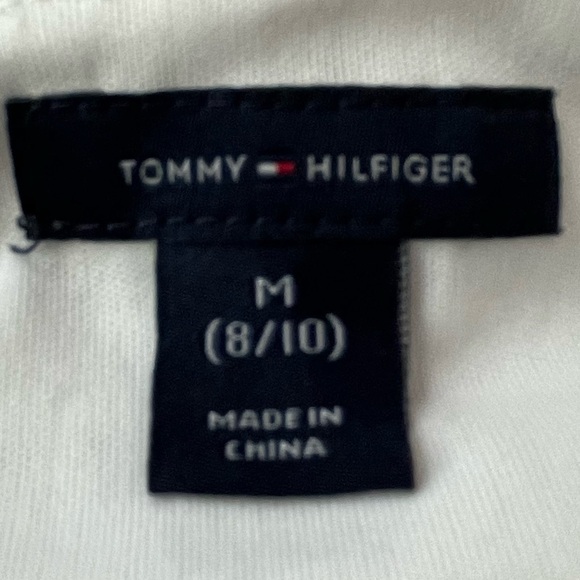 TOMMY HILFIGER
M
(8/10)
MADE IN
CHINA